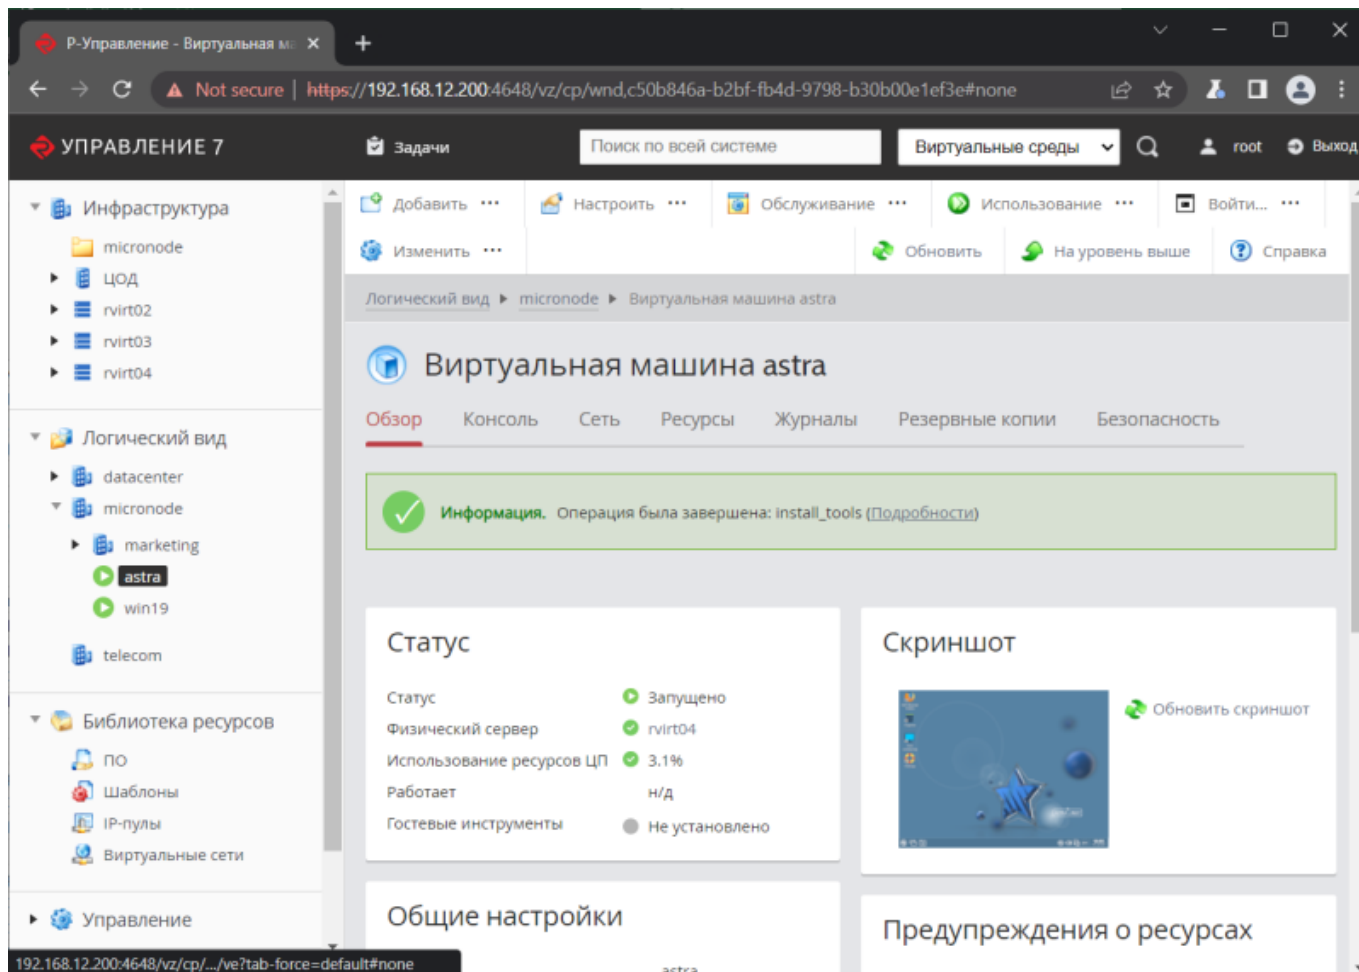 Р-Управление - Виртуальная ма
Not secure | https://192.168.12.200:4648/vz/cp/wnd,c50b846a-b2bf-fb4d-9798-b30b00e1ef3e#none
УПРАВЛЕНИЕ 7
Задачи
Поиск по всей системе
Виртуальные среды
root
Выход
Инфраструктура
micronode
ЦОД
rvirt02
rvirt03
rvirt04
Логический вид
datacenter
micronode
marketing
astra
win19
telecom
Библиотека ресурсов
ПО
Шаблоны
IP-пулы
Виртуальные сети
Управление
192.168.12.200:4648/vz/cp/.../ve?tab-force=default#none
Добавить ...
Настроить ...
Обслуживание ...
Использование ...
Войти... ...
Изменить ...
Обновить
На уровень выше
Справка
Логический вид
micronode
Виртуальная машина astra
Виртуальная машина astra
Обзор
Консоль
Сеть
Ресурсы
Журналы
Резервные копии
Безопасность
Информация. Операция была завершена: install_tools (Подробности)
Статус
Статус Запущено
Физический сервер rvirt04
Использование ресурсов ЦП 3.1%
Работает н/д
Гостевые инструменты Не установлено
Скриншот
Обновить скриншот
Общие настройки
astra
Предупреждения о ресурсах